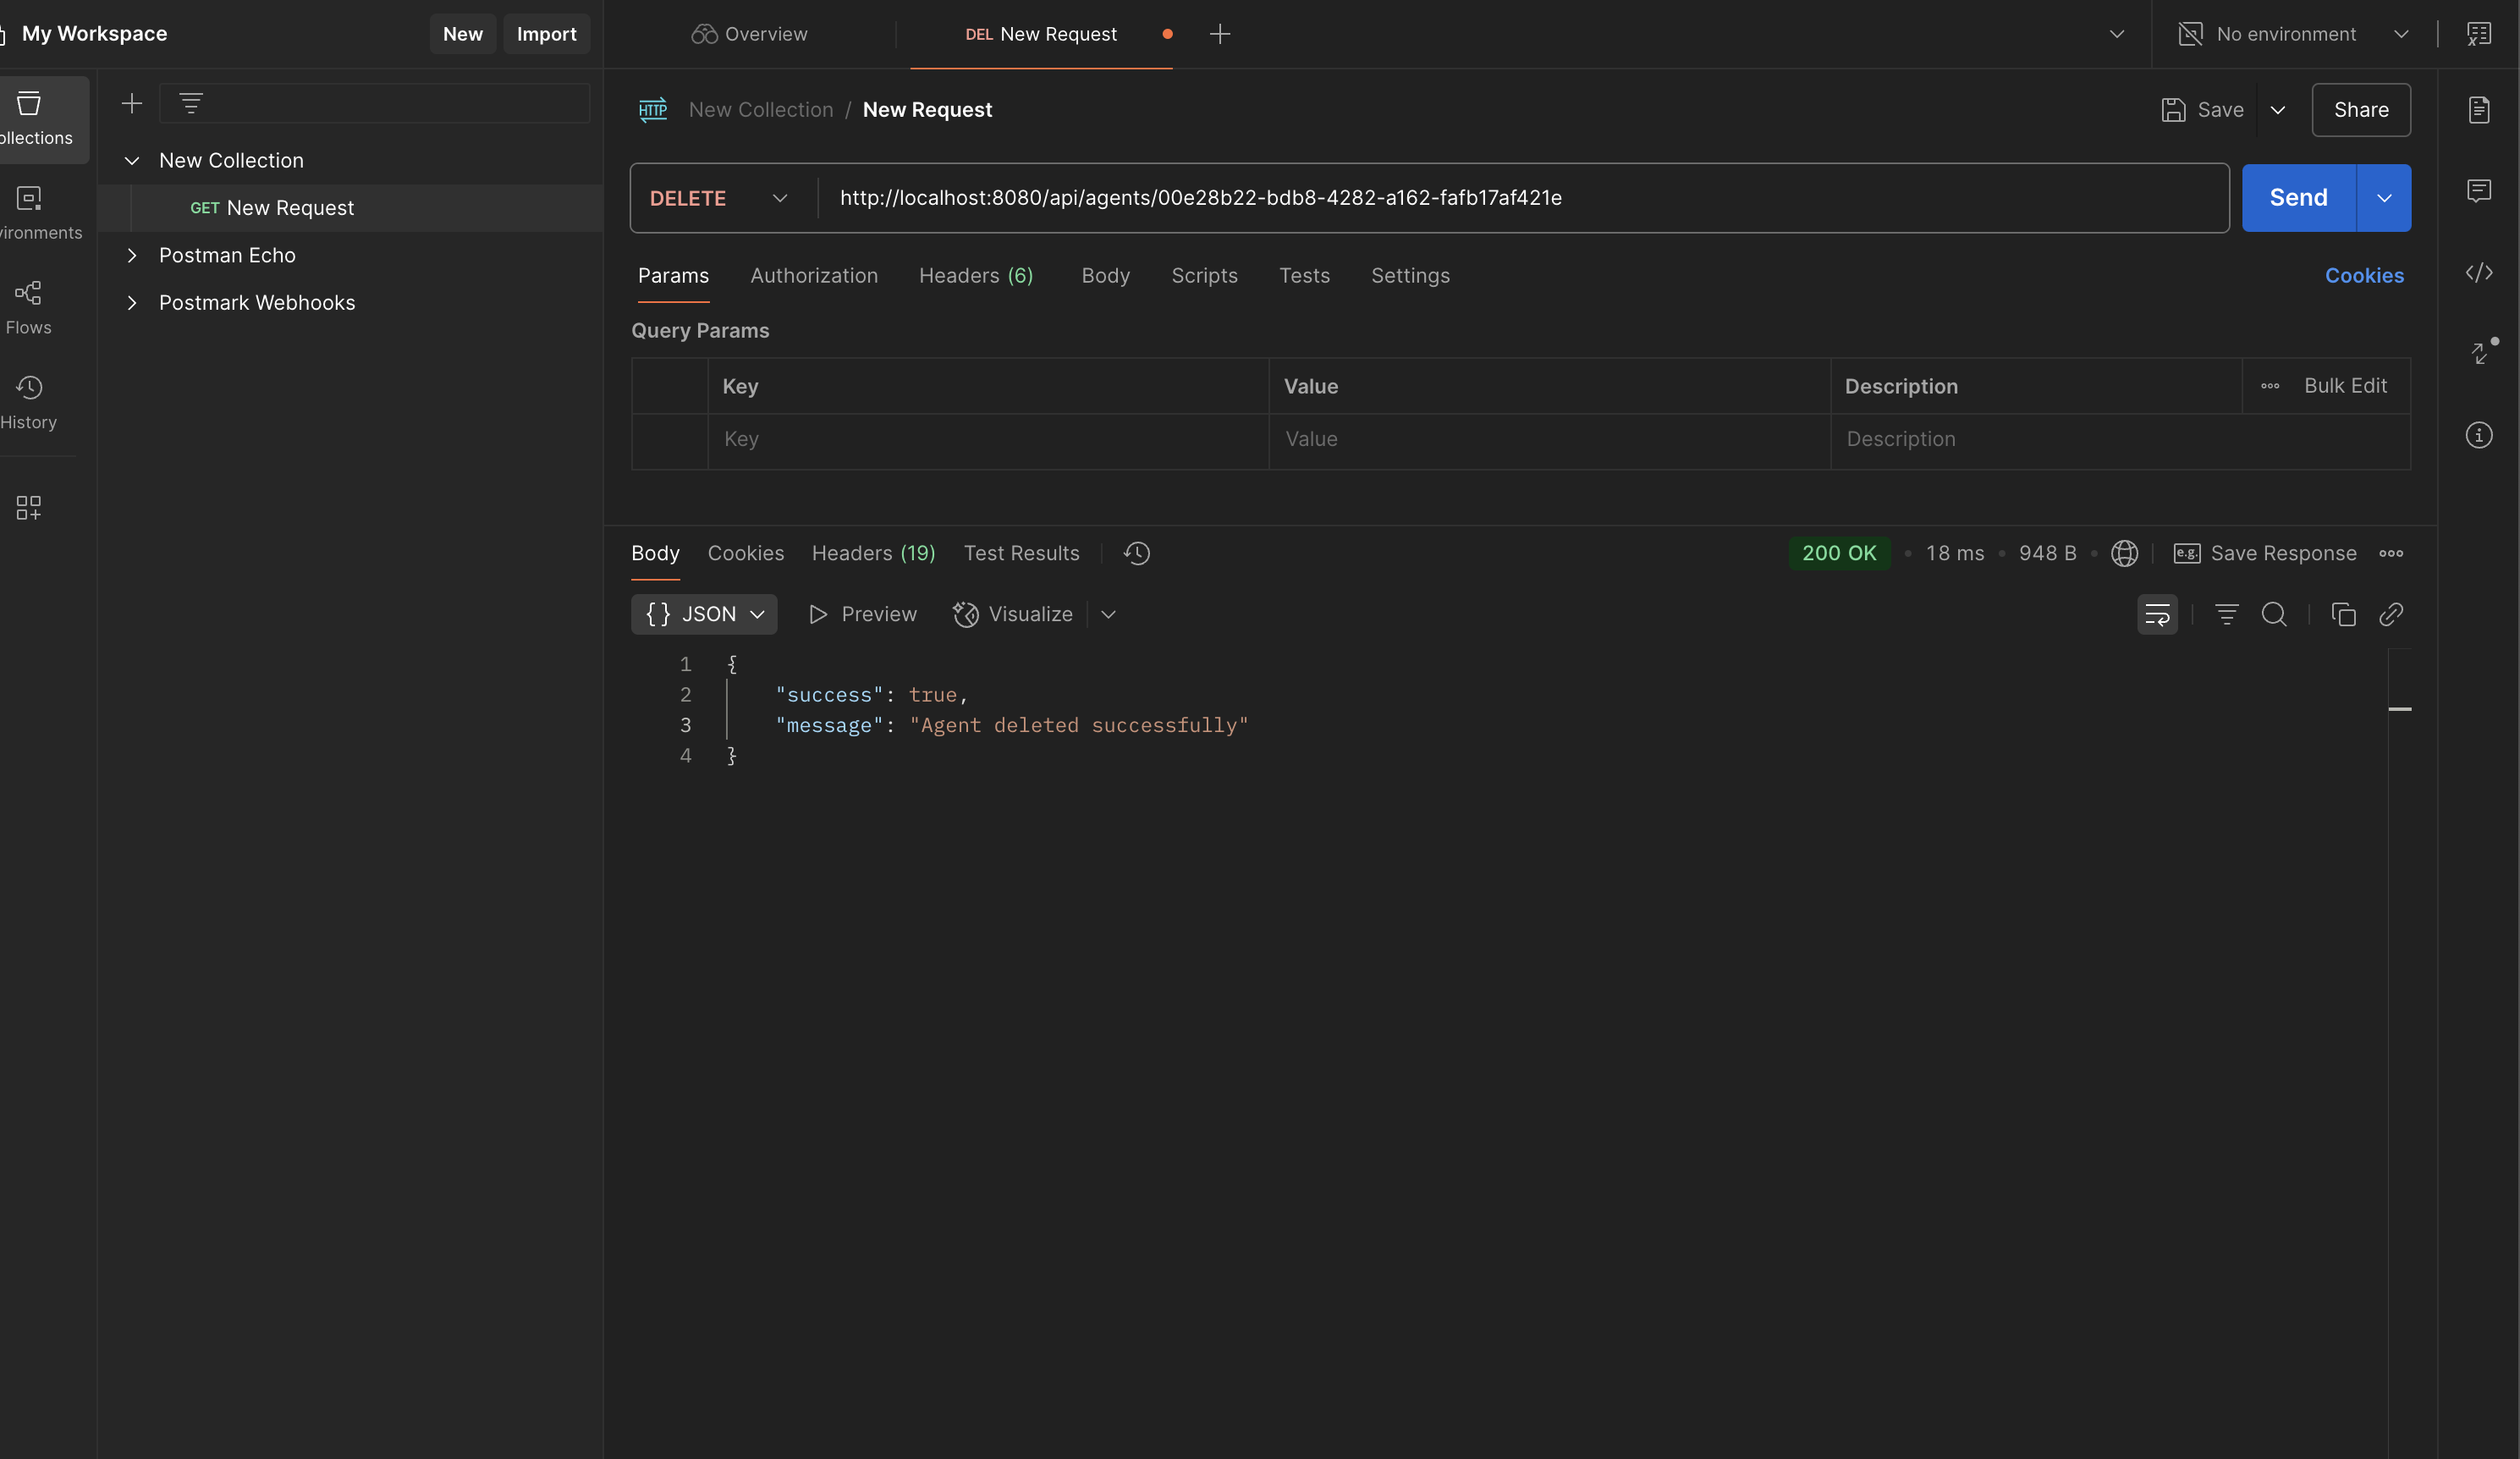 My Workspace
New
Import
Overview
DEL New Request
No environment
ollections
New Collection / New Request
Save
Share
New Collection
DELETE
http://localhost:8080/api/agents/00e28b22-bdb8-4282-a162-fafb17af421e
Send
GET New Request
vironments
Postman Echo
Params
Authorization
Headers (6)
Body
Scripts
Tests
Settings
Cookies
Postmark Webhooks
Flows
Query Params
Key
Value
Description
Bulk Edit
History
Key
Value
Description
Body
Cookies
Headers (19)
Test Results
200 OK
18 ms
948 B
e.g.
Save Response
{} JSON
Preview
Visualize
1 {
2 "success": true,
3 "message": "Agent deleted successfully"
4 }